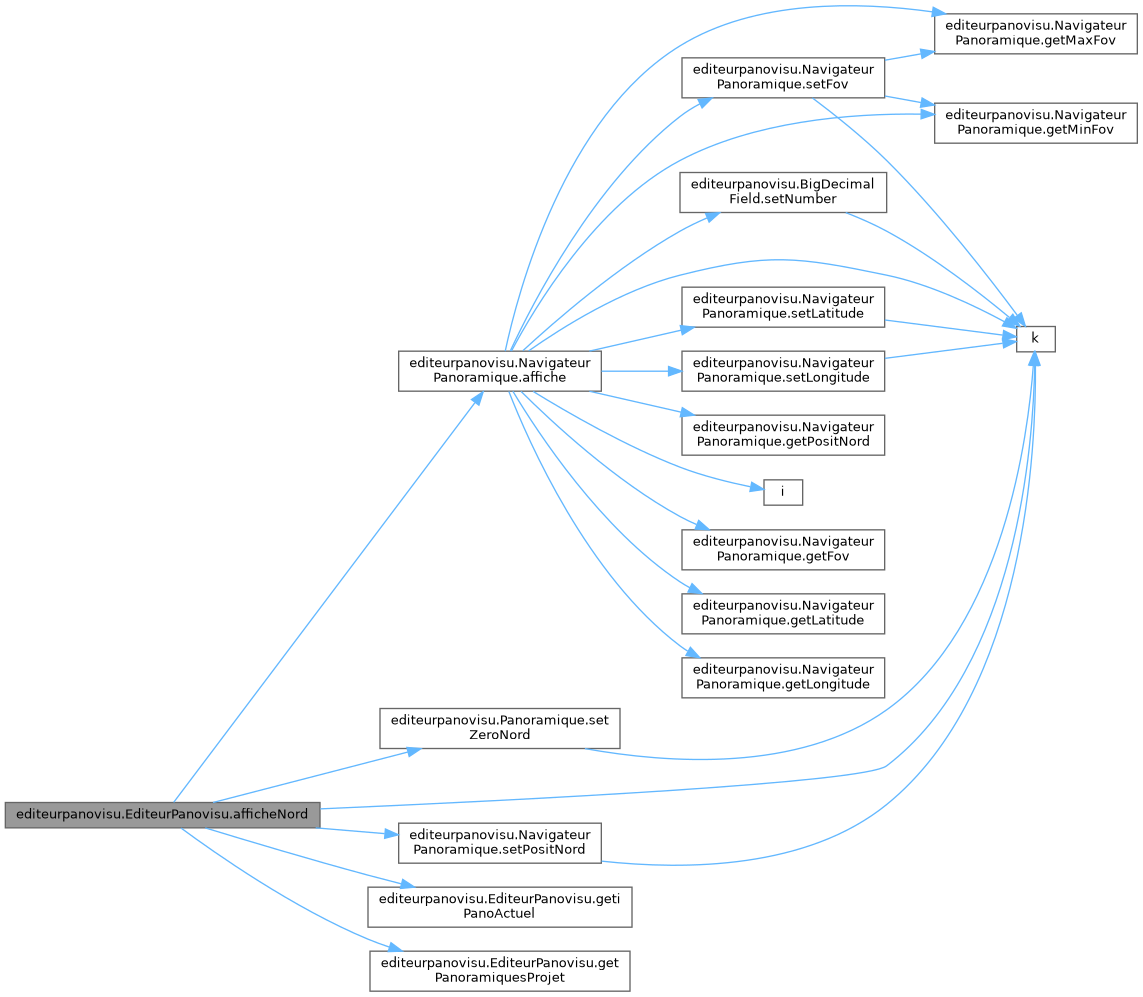 editeurpanovisu.Navigateur
Panoramique.getMaxFov
editeurpanovisu.Navigateur
Panoramique.setFov
editeurpanovisu.Navigateur
Panoramique.getMinFov
editeurpanovisu.BigDecimal
Field.setNumber
editeurpanovisu.Navigateur
Panoramique.setLatitude
k
editeurpanovisu.Navigateur
Panoramique.affiche
editeurpanovisu.Navigateur
Panoramique.setLongitude
editeurpanovisu.Navigateur
Panoramique.getPositNord
i
editeurpanovisu.Navigateur
Panoramique.getFov
editeurpanovisu.Navigateur
Panoramique.getLatitude
editeurpanovisu.Navigateur
Panoramique.getLongitude
editeurpanovisu.Panoramique.set
ZeroNord
editeurpanovisu.EditeurPanovisu.afficheNord
editeurpanovisu.Navigateur
Panoramique.setPositNord
editeurpanovisu.EditeurPanovisu.geti
PanoActuel
editeurpanovisu.EditeurPanovisu.get
PanoramiquesProjet